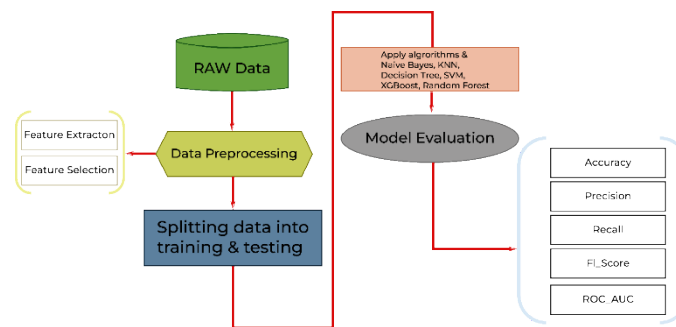 RAW Data
Feature Extracton
Feature Selection
Data Preprocessing
Splitting data into
training & testing
Apply algrorithms &
Naive Bayes, KNN,
Decision Tree, SVM,
XGBoost, Random Forest
Model Evaluation
Accuracy
Precision
Recall
Fl_Score
ROC_AUC